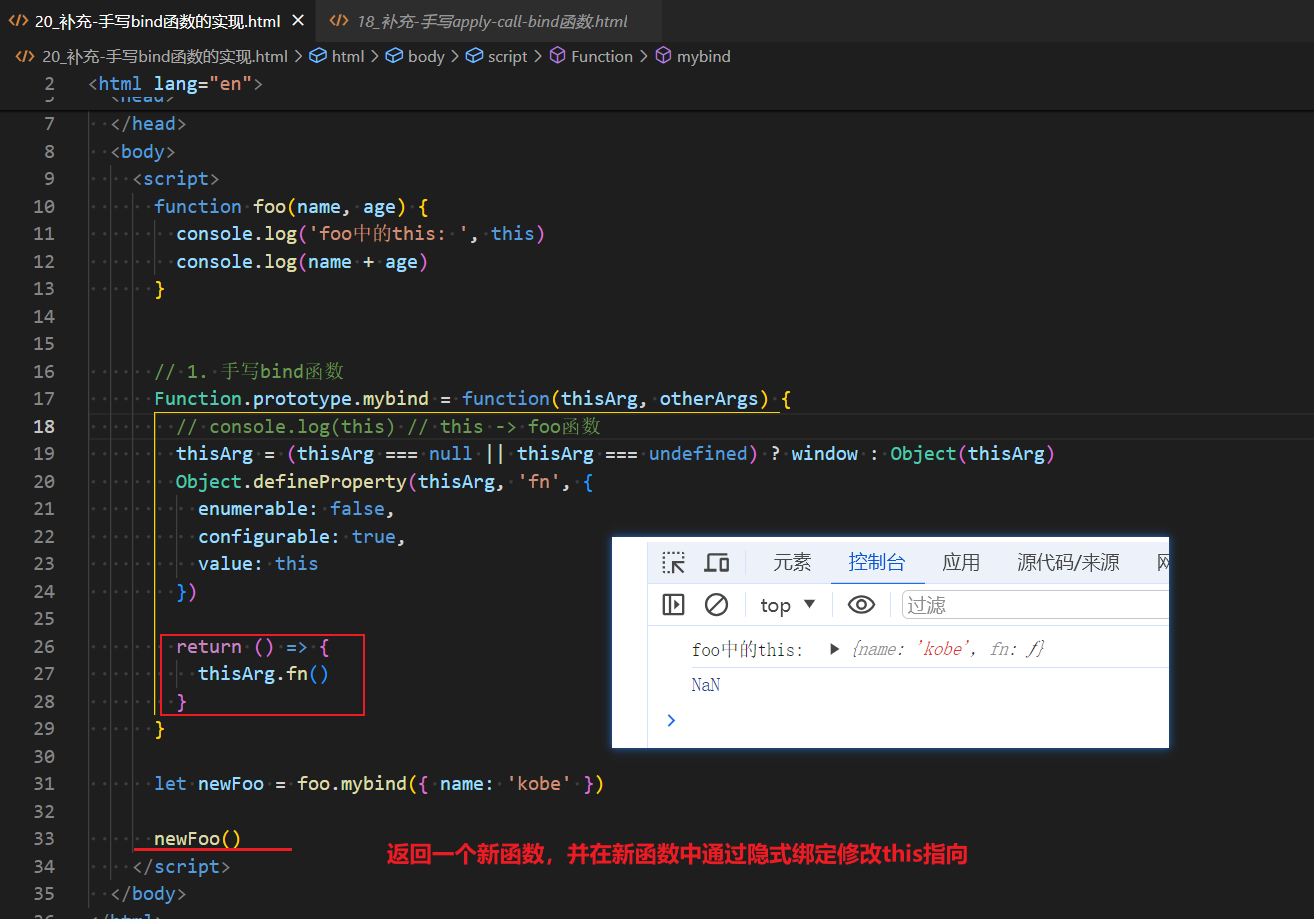 20_补充-手写bind函数的实现.html
18_补充-手写apply-call-bind函数.html
20_补充-手写bind函数的实现.html > html > body > script > Function > mybind
2 <html lang="en">
7 </head>
8 <body>
9 <script>
10 function foo(name, age) {
11 console.log('foo中的this: ', this)
12 console.log(name + age)
13 }
14
15
16 // 1. 手写bind函数
17 Function.prototype.mybind = function(thisArg, otherArgs) {
18 // console.log(this) // this -> foo函数
19 thisArg = (thisArg === null || thisArg === undefined) ? window : Object(thisArg)
20 Object.defineProperty(thisArg, 'fn', {
21 enumerable: false,
22 configurable: true,
23 value: this
24 })
25
26 return () => {
27 thisArg.fn()
28 }
29 }
30
31 let newFoo = foo.mybind({ name: 'kobe' })
32
33 newFoo()
34 </script>
35 </body>
元素 控制台 应用 源代码/来源
top ▼ 过滤
foo中的this: ▶ {name: 'kobe', fn: ƒ}
NaN
>
返回一个新函数，并在新函数中通过隐式绑定修改this指向